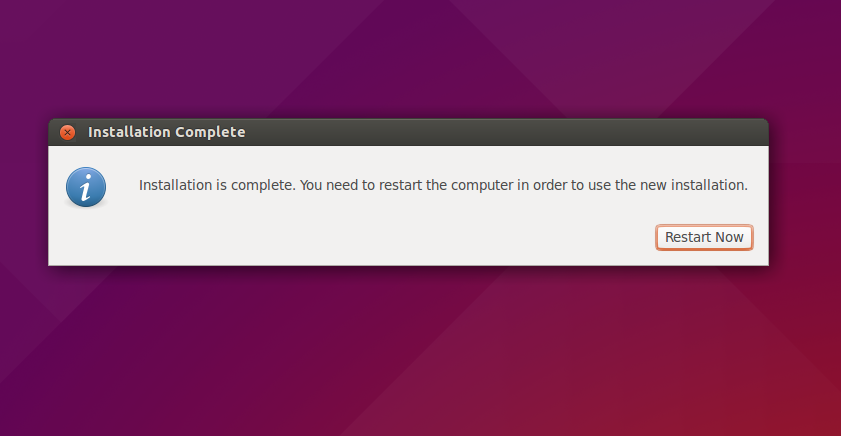 Installation Complete
Installation is complete. You need to restart the computer in order to use the new installation.
Restart Now